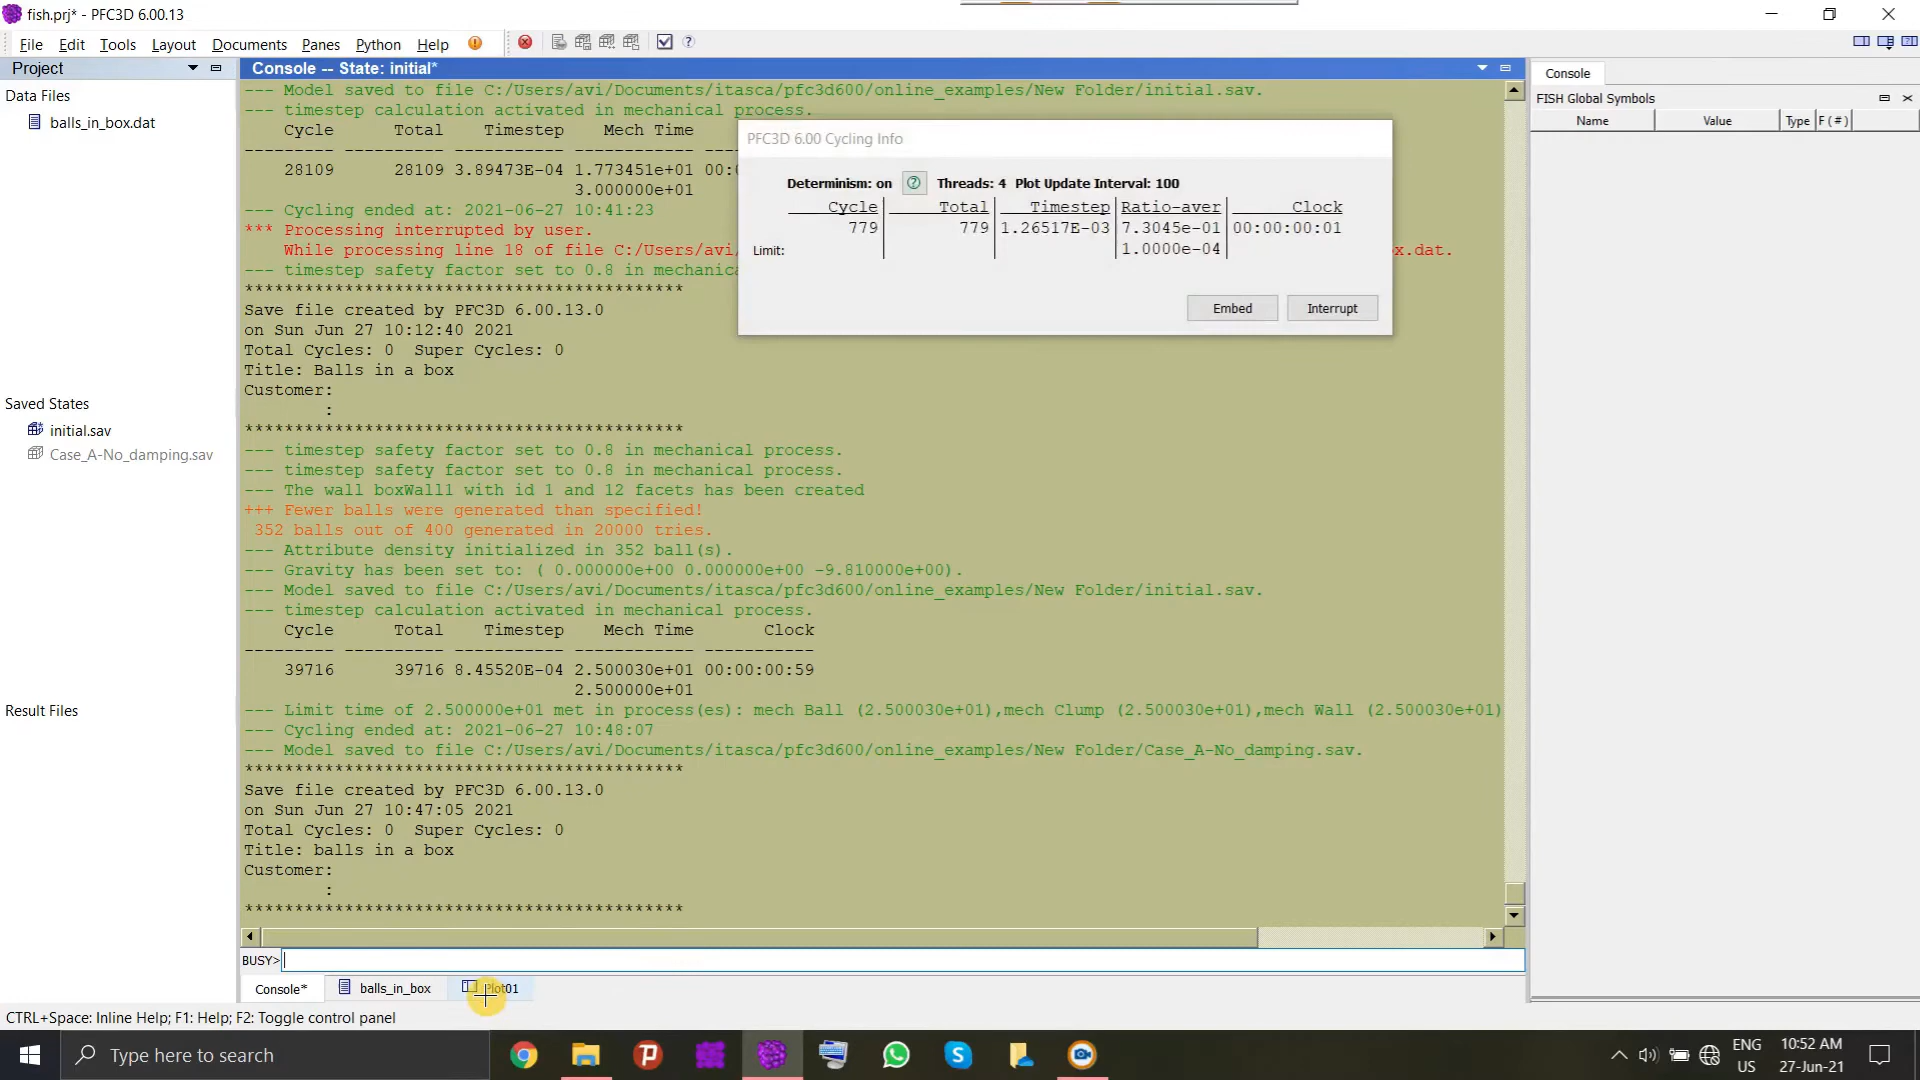 fish.prj* - PFC3D 6.00.13
File Edit Tools Layout Documents Panes Python Help
Project
Data Files
balls_in_box.dat
Saved States
initial.sav
Case_A-No_damping.sav
Result Files
Console -- State: initial*
--- Model saved to file C:/Users/avi/Documents/itasca/pfc3d600/online_examples/New Folder/initial.sav.
--- timestep calculation activated in mechanical process.
Cycle Total Timestep Mech Time
--------- ---------- ----------- ------------
28109 28109 3.89473E-04 1.773451e+01 00:
3.000000e+01
--- Cycling ended at: 2021-06-27 10:41:23
*** Processing interrupted by user.
While processing line 18 of file C:/Users/avi/ x.dat.
--- timestep safety factor set to 0.8 in mechanica
********************************************
Save file created by PFC3D 6.00.13.0
on Sun Jun 27 10:12:40 2021
Total Cycles: 0 Super Cycles: 0
Title: Balls in a box
Customer:
:
********************************************
--- timestep safety factor set to 0.8 in mechanical process.
--- timestep safety factor set to 0.8 in mechanical process.
--- The wall boxWall1 with id 1 and 12 facets has been created
+++ Fewer balls were generated than specified!
352 balls out of 400 generated in 20000 tries.
--- Attribute density initialized in 352 ball(s).
--- Gravity has been set to: ( 0.000000e+00 0.000000e+00 -9.810000e+00).
--- Model saved to file C:/Users/avi/Documents/itasca/pfc3d600/online_examples/New Folder/initial.sav.
--- timestep calculation activated in mechanical process.
Cycle Total Timestep Mech Time Clock
--------- ---------- ----------- ------------ -----------
39716 39716 8.45520E-04 2.500030e+01 00:00:00:59
2.500000e+01
--- Limit time of 2.500000e+01 met in process(es): mech Ball (2.500030e+01),mech Clump (2.500030e+01),mech Wall (2.500030e+01)
--- Cycling ended at: 2021-06-27 10:48:07
--- Model saved to file C:/Users/avi/Documents/itasca/pfc3d600/online_examples/New Folder/Case_A-No_damping.sav.
********************************************
Save file created by PFC3D 6.00.13.0
on Sun Jun 27 10:47:05 2021
Total Cycles: 0 Super Cycles: 0
Title: balls in a box
Customer:
:
********************************************
BUSY>
Console* balls_in_box Plot01
PFC3D 6.00 Cycling Info
Determinism: on Threads: 4 Plot Update Interval: 100
Cycle Total Timestep Ratio-aver Clock
779 779 1.26517E-03 7.3045e-01 00:00:00:01
Limit: 1.0000e-04
Embed Interrupt
Console
FISH Global Symbols
Name Value Type F ( # )
CTRL+Space: Inline Help; F1: Help; F2: Toggle control panel
Type here to search
ENG
US
10:52 AM
27-Jun-21